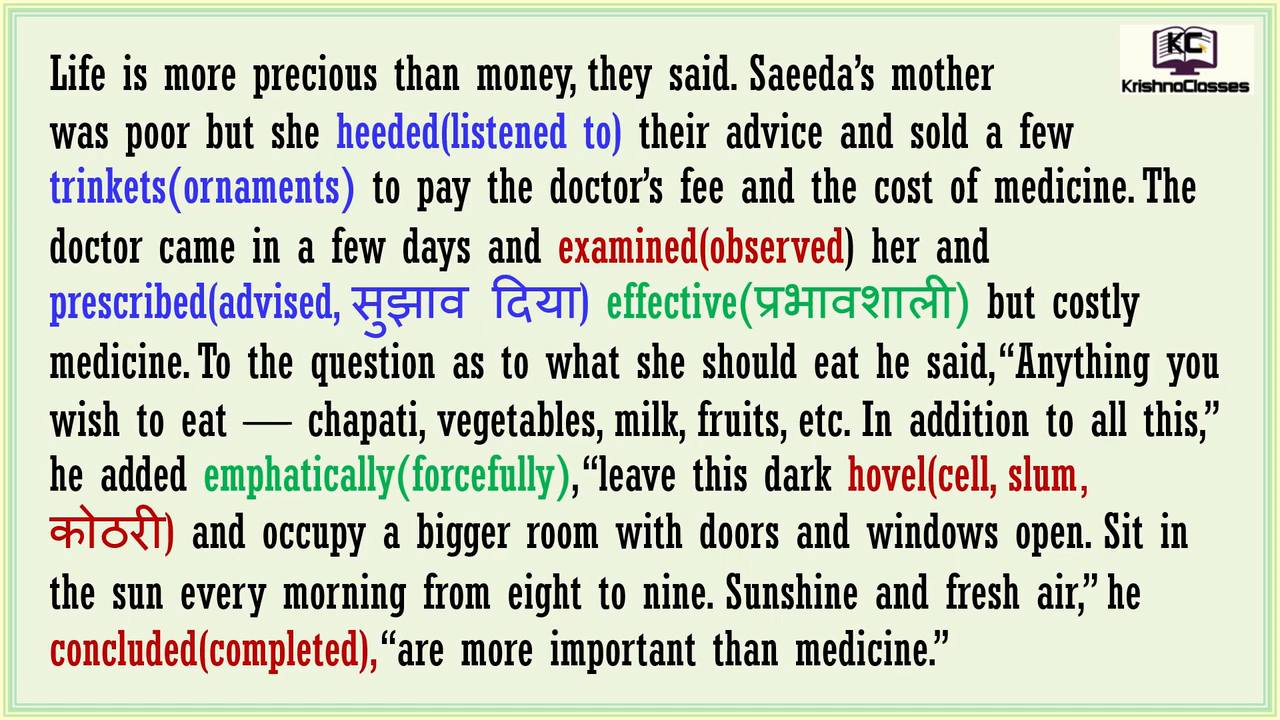 KC
KrishnaClasses
Life is more precious than money, they said. Saeeda’s mother
was poor but she heeded(listened to) their advice and sold a few
trinkets(ornaments) to pay the doctor’s fee and the cost of medicine. The
doctor came in a few days and examined(observed) her and
prescribed(advised, सुझाव दिया) effective(प्रभावशाली) but costly
medicine. To the question as to what she should eat he said,“Anything you
wish to eat — chapati, vegetables, milk, fruits, etc. In addition to all this,”
he added emphatically(forcefully),“leave this dark hovel(cell, slum,
कोठरी) and occupy a bigger room with doors and windows open. Sit in
the sun every morning from eight to nine. Sunshine and fresh air,” he
concluded(completed),“are more important than medicine.”